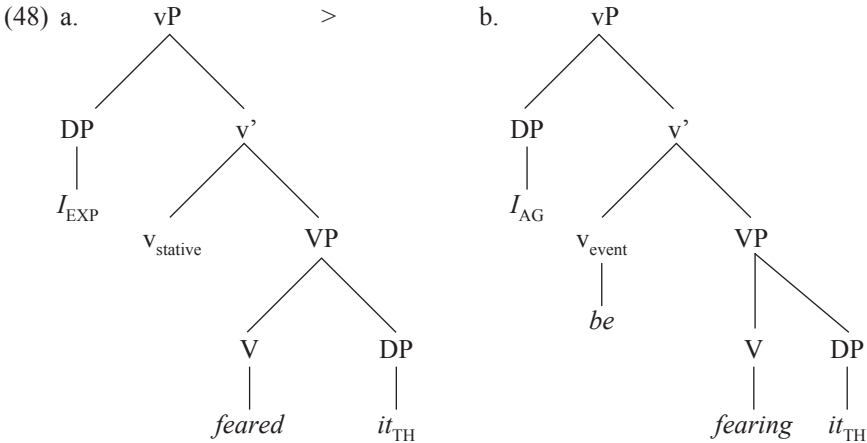 (48) a. vP > b. vP
DP v’ DP v’
I_EXP v_stative VP I_AG v_event VP
be
V DP V DP
feared it_TH fearing it_TH